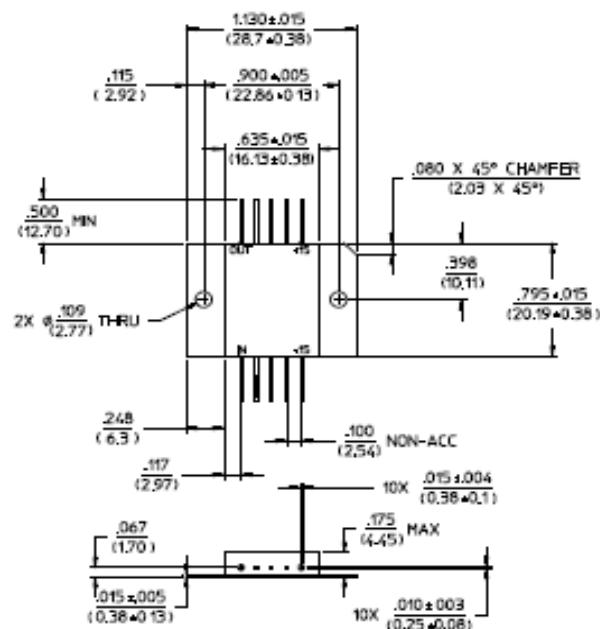 1.130±.015
(28.7±0.38)
.115
(2.92)
.900±.005
(22.86±0.13)
.635±.015
(16.13±0.38)
.080 X 45° CHAMFER
(2.03 X 45°)
.500 MIN
(12.70)
OUT
.398
(10.11)
.795±.015
(20.19±0.38)
2X ø .109 THRU
(2.77)
IN
.248
(6.3)
.100 NON-ACC
(2.54)
.117
(2.97)
10X .015±.004
(0.38±0.1)
.067
(1.70)
.175 MAX
(4.45)
.015±.005
(0.38±0.13)
10X .010±003
(0.25±0.08)